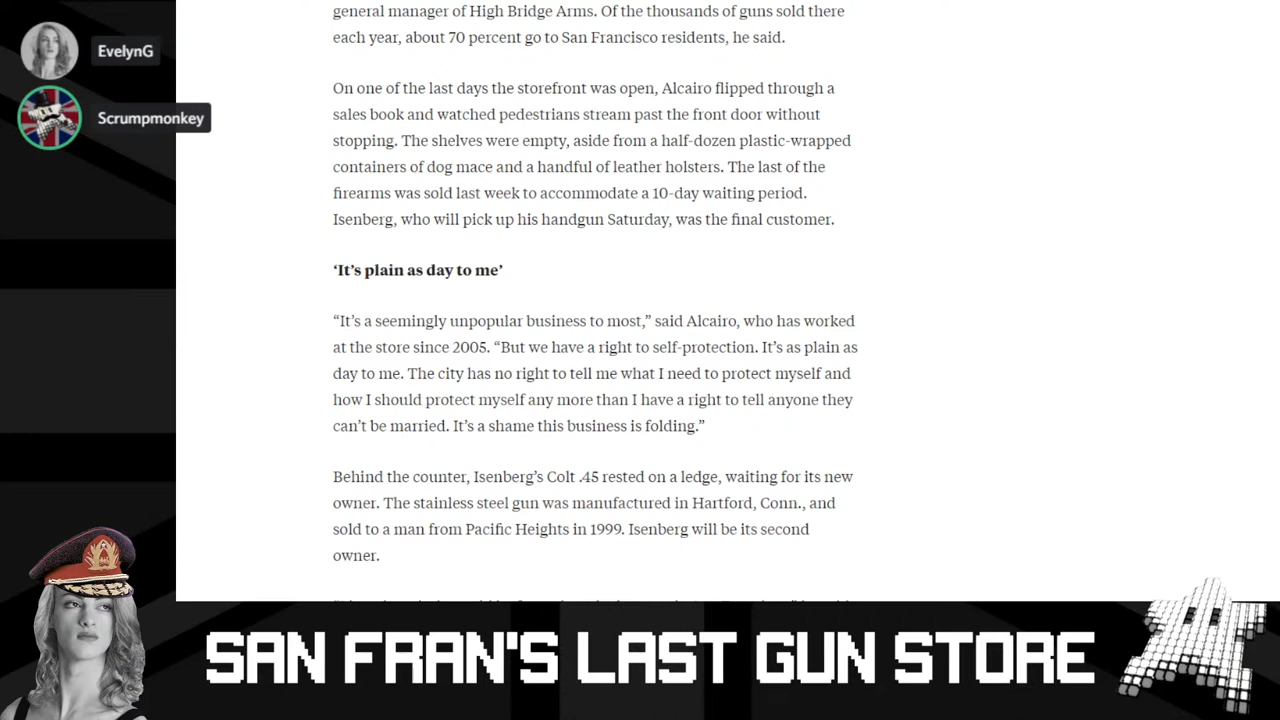 EvelynG
Scrumpmonkey
general manager of High Bridge Arms. Of the thousands of guns sold there
each year, about 70 percent go to San Francisco residents, he said.
On one of the last days the storefront was open, Alcairo flipped through a
sales book and watched pedestrians stream past the front door without
stopping. The shelves were empty, aside from a half-dozen plastic-wrapped
containers of dog mace and a handful of leather holsters. The last of the
firearms was sold last week to accommodate a 10-day waiting period.
Isenberg, who will pick up his handgun Saturday, was the final customer.
‘It’s plain as day to me’
“It’s a seemingly unpopular business to most,” said Alcairo, who has worked
at the store since 2005. “But we have a right to self-protection. It’s as plain as
day to me. The city has no right to tell me what I need to protect myself and
how I should protect myself any more than I have a right to tell anyone they
can’t be married. It’s a shame this business is folding.”
Behind the counter, Isenberg’s Colt .45 rested on a ledge, waiting for its new
owner. The stainless steel gun was manufactured in Hartford, Conn., and
sold to a man from Pacific Heights in 1999. Isenberg will be its second
owner.
SAN FRAN'S LAST GUN STORE